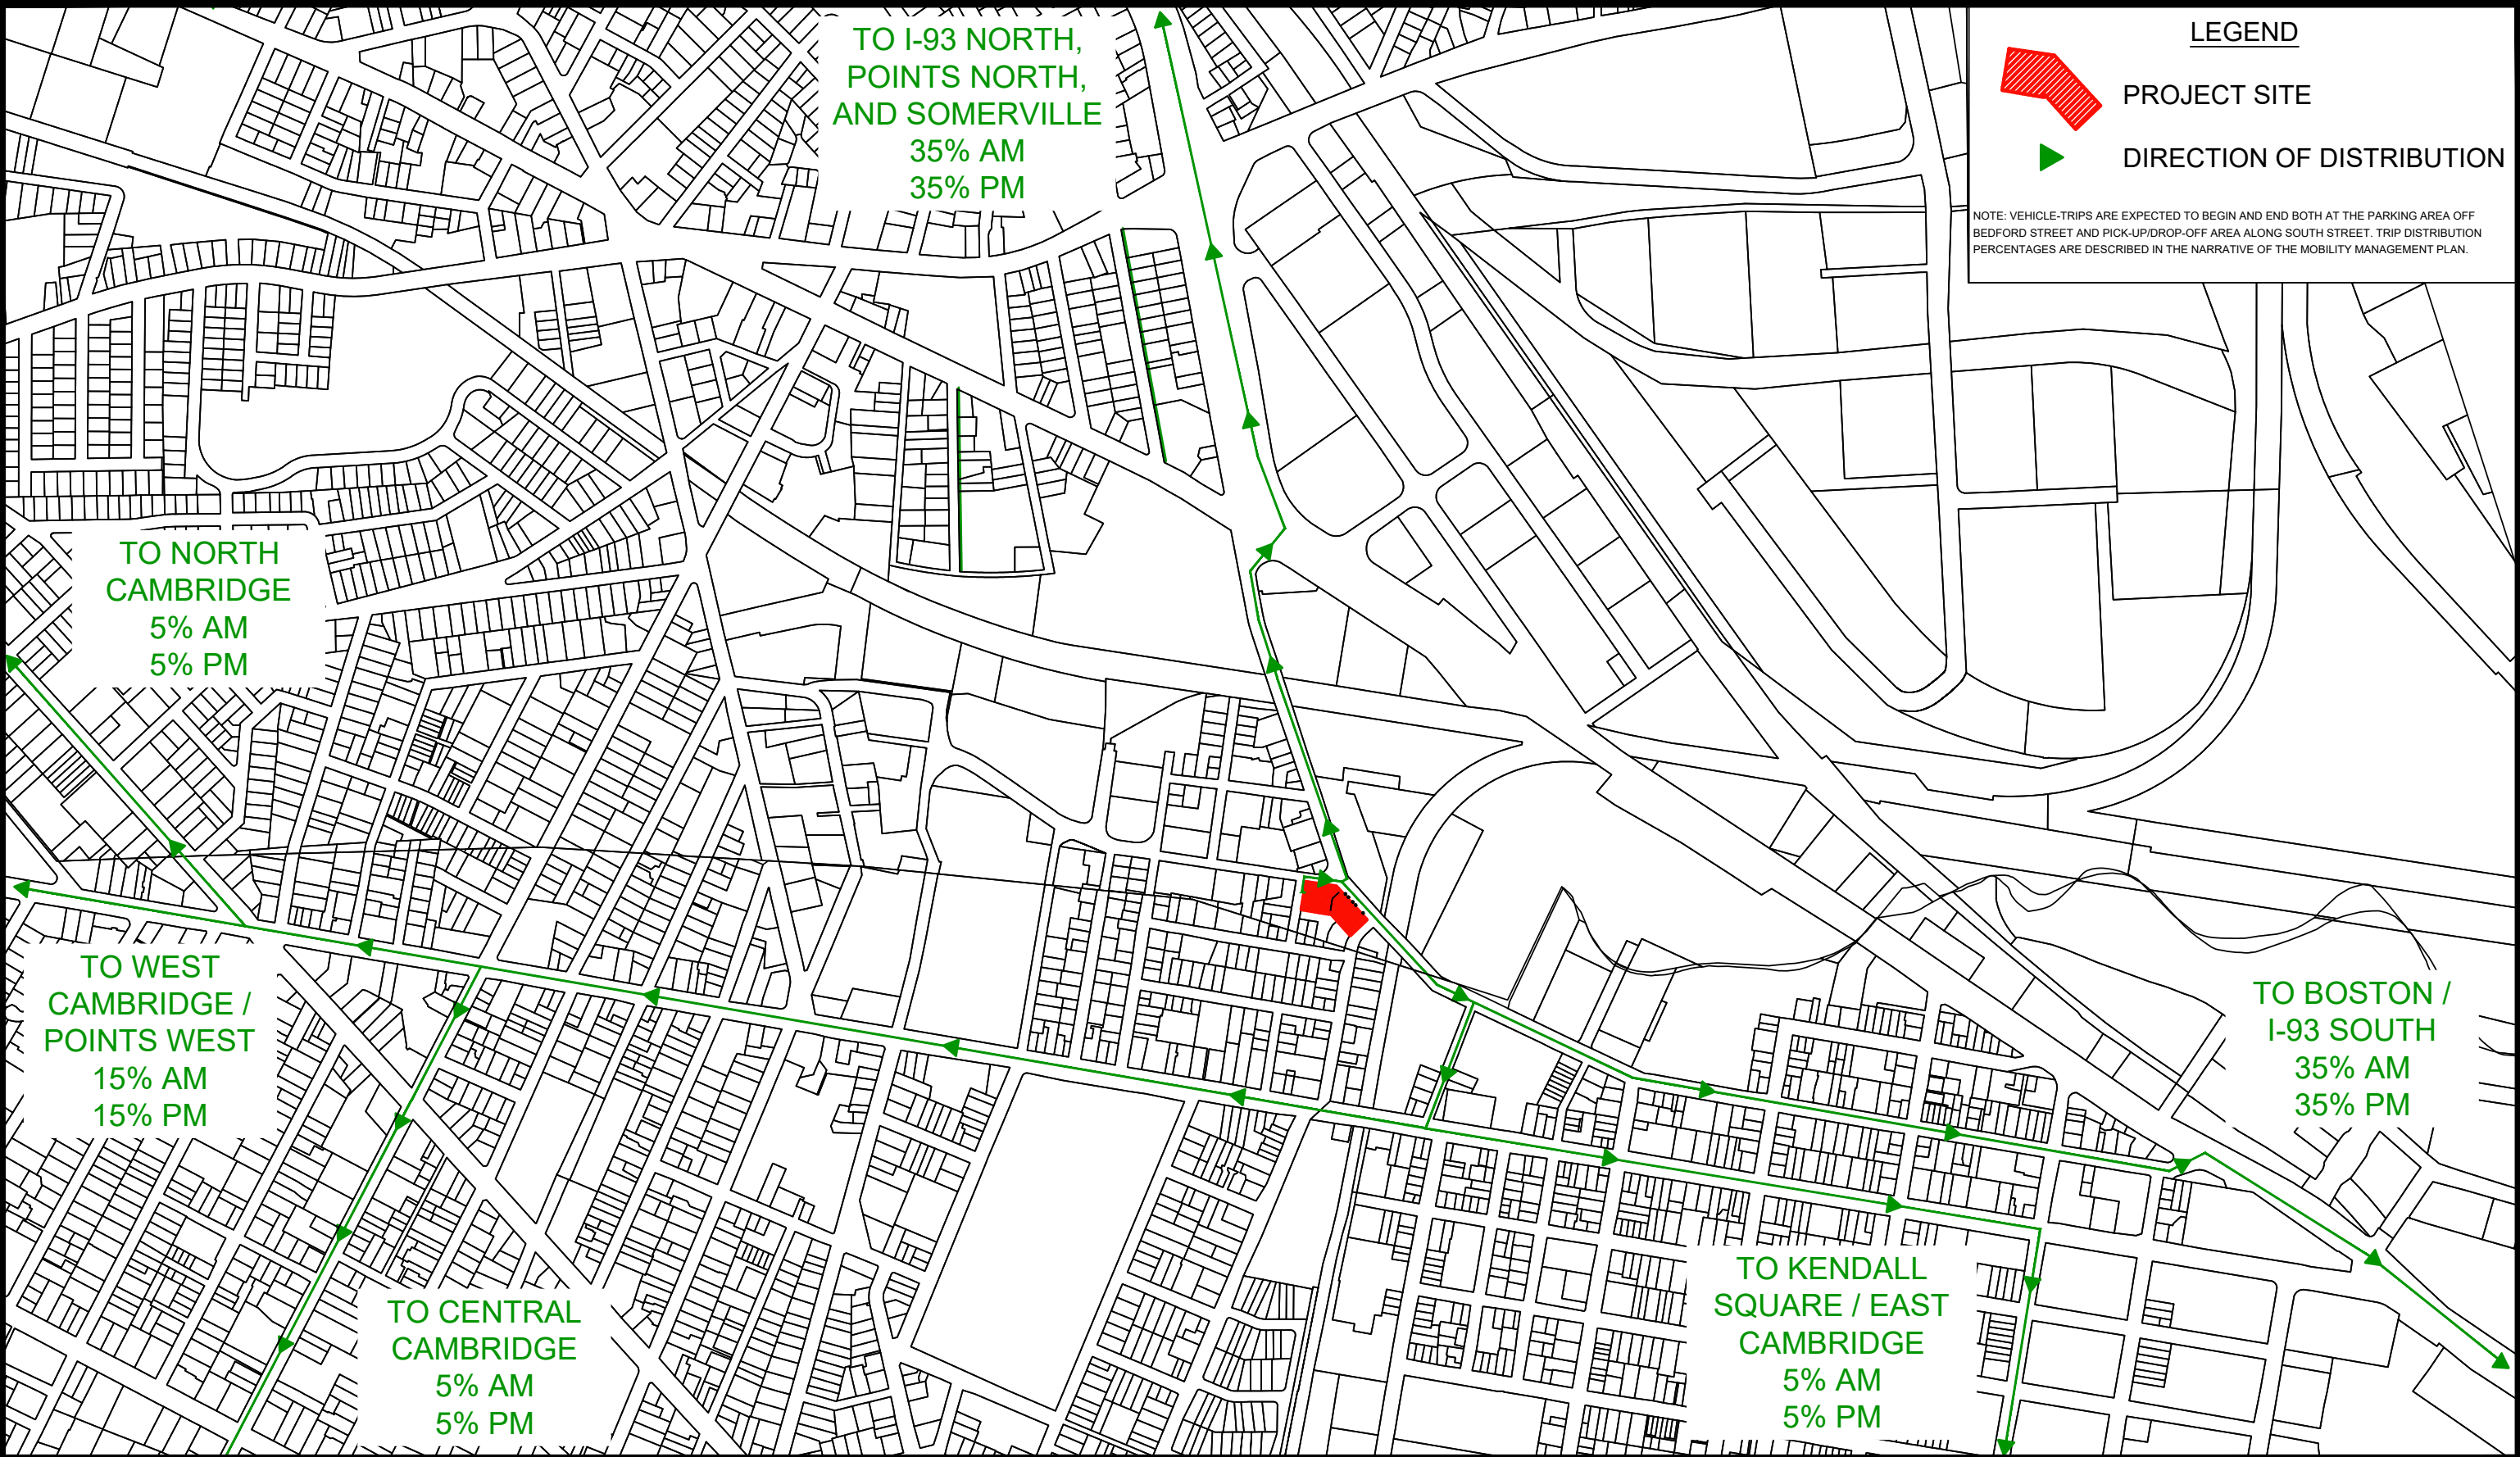 TO I-93 NORTH,
POINTS NORTH,
AND SOMERVILLE
35% AM
35% PM
LEGEND
PROJECT SITE
DIRECTION OF DISTRIBUTION
NOTE: VEHICLE-TRIPS ARE EXPECTED TO BEGIN AND END BOTH AT THE PARKING AREA OFF
BEDFORD STREET AND PICK-UP/DROP-OFF AREA ALONG SOUTH STREET. TRIP DISTRIBUTION
PERCENTAGES ARE DESCRIBED IN THE NARRATIVE OF THE MOBILITY MANAGEMENT PLAN.
TO NORTH
CAMBRIDGE
5% AM
5% PM
TO WEST
CAMBRIDGE /
POINTS WEST
15% AM
15% PM
TO BOSTON /
I-93 SOUTH
35% AM
35% PM
TO CENTRAL
CAMBRIDGE
5% AM
5% PM
TO KENDALL
SQUARE / EAST
CAMBRIDGE
5% AM
5% PM